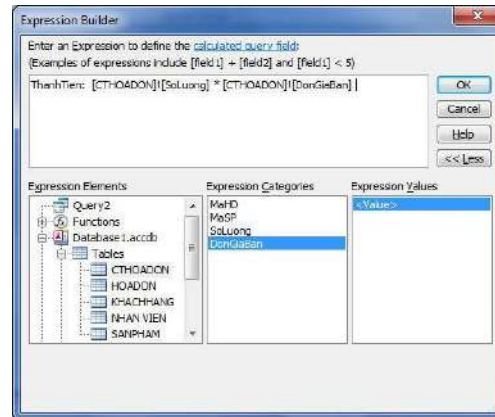 Expression Builder
Enter an Expression to define the calculated query field:
(Examples of expressions include [field1] + [field2] and [field1] < 5)
ThanhTien: [CTHOADON]![SoLuong] * [CTHOADON]![DonGiaBan]
OK
Cancel
Help
<< Less
Expression Elements
Query2
Functions
Database1.accdb
Tables
CTHOADON
HOADON
KHACHHANG
NHAN VIEN
SANPHAM
Expression Categories
MaHD
MaSP
SoLuong
DonGiaBan
Expression Values
<Value>